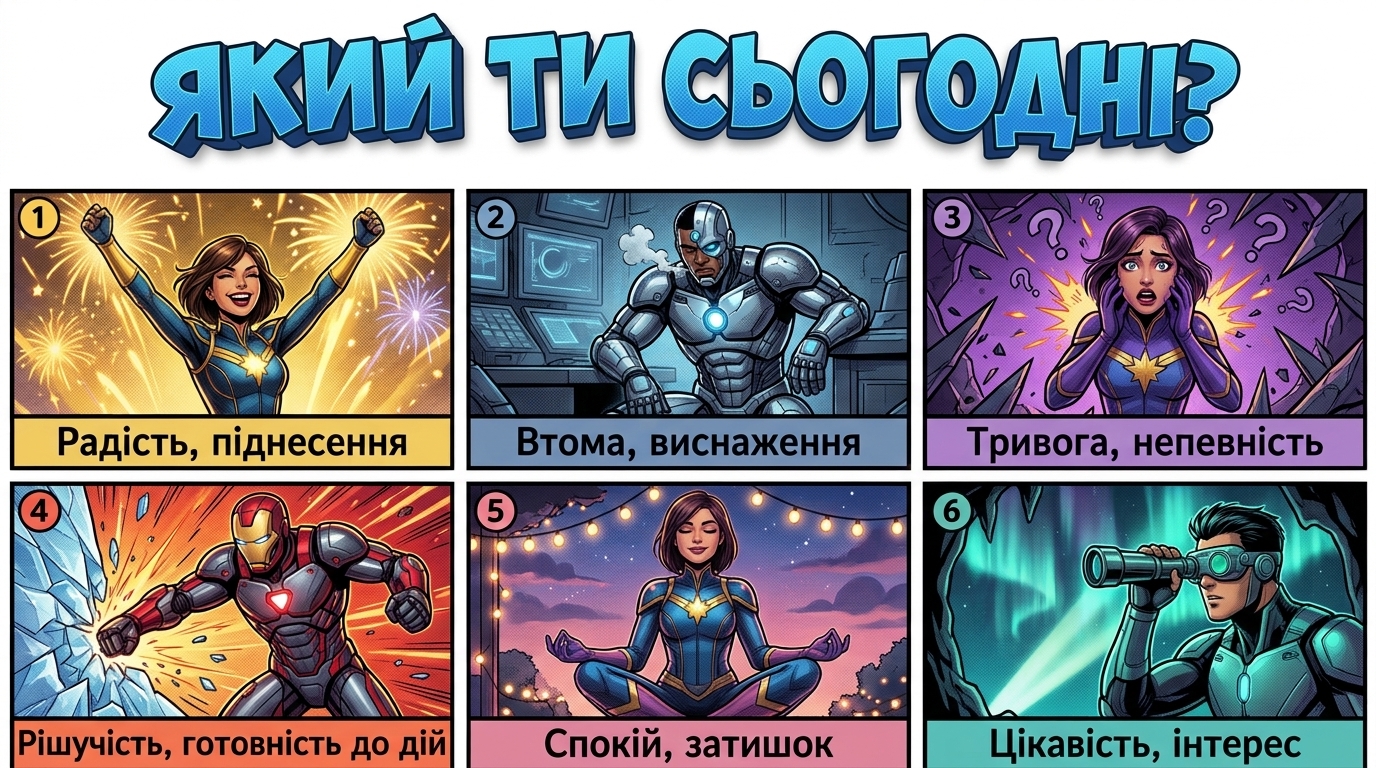 ЯКИЙ ТИ СЬОГОДНІ?
1
Радість, піднесення
2
Втома, виснаження
3
Тривога, непевність
4
Рішучість, готовність до дій
5
Спокій, затишок
6
Цікавість, інтерес